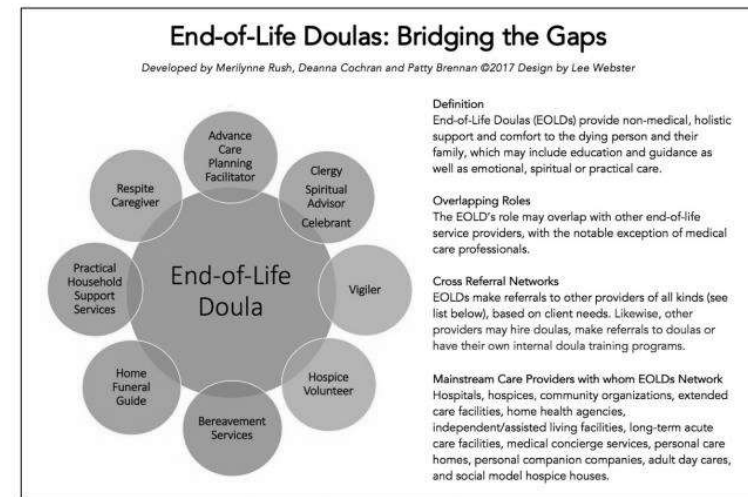 End-of-Life Doulas: Bridging the Gaps
Developed by Merilynne Rush, Deanna Cochran and Patty Brennan ©2017 Design by Lee Webster
Advance
Care
Planning
Facilitator
Clergy
Spiritual
Advisor
Celebrant
Vigiler
Hospice
Volunteer
Bereavement
Services
Home
Funeral
Guide
Practical
Household
Support
Services
Respite
Caregiver
End-of-Life
Doula
Definition
End-of-Life Doulas (EOLDs) provide non-medical, holistic
support and comfort to the dying person and their
family, which may include education and guidance as
well as emotional, spiritual or practical care.
Overlapping Roles
The EOLD's role may overlap with other end-of-life
service providers, with the notable exception of medical
care professionals.
Cross Referral Networks
EOLDs make referrals to other providers of all kinds (see
list below), based on client needs. Likewise, other
providers may hire doulas, make referrals to doulas or
have their own internal doula training programs.
Mainstream Care Providers with whom EOLDs Network
Hospitals, hospices, community organizations, extended
care facilities, home health agencies,
independent/assisted living facilities, long-term acute
care facilities, medical concierge services, personal care
homes, personal companion companies, adult day cares,
and social model hospice houses.